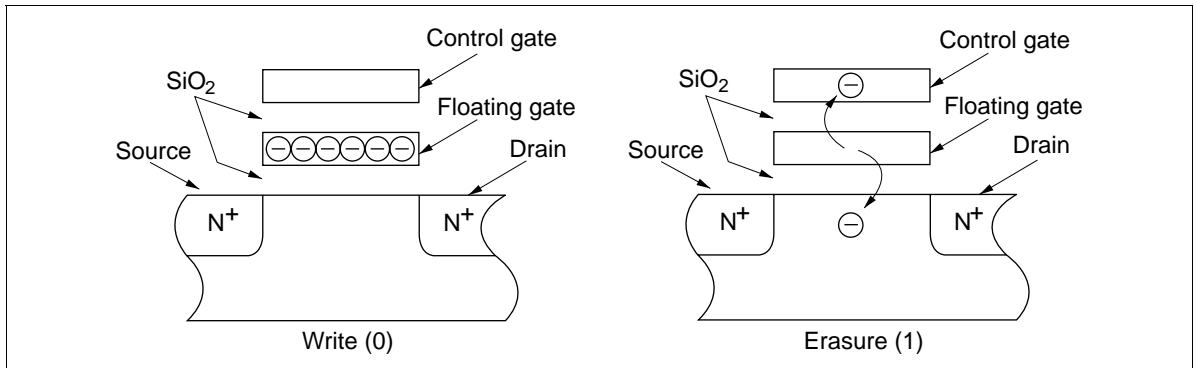 Control gate
SiO2
Floating gate
Source
Drain
N+
N+
Write (0)
Control gate
SiO2
Floating gate
Source
Drain
N+
N+
Erasure (1)